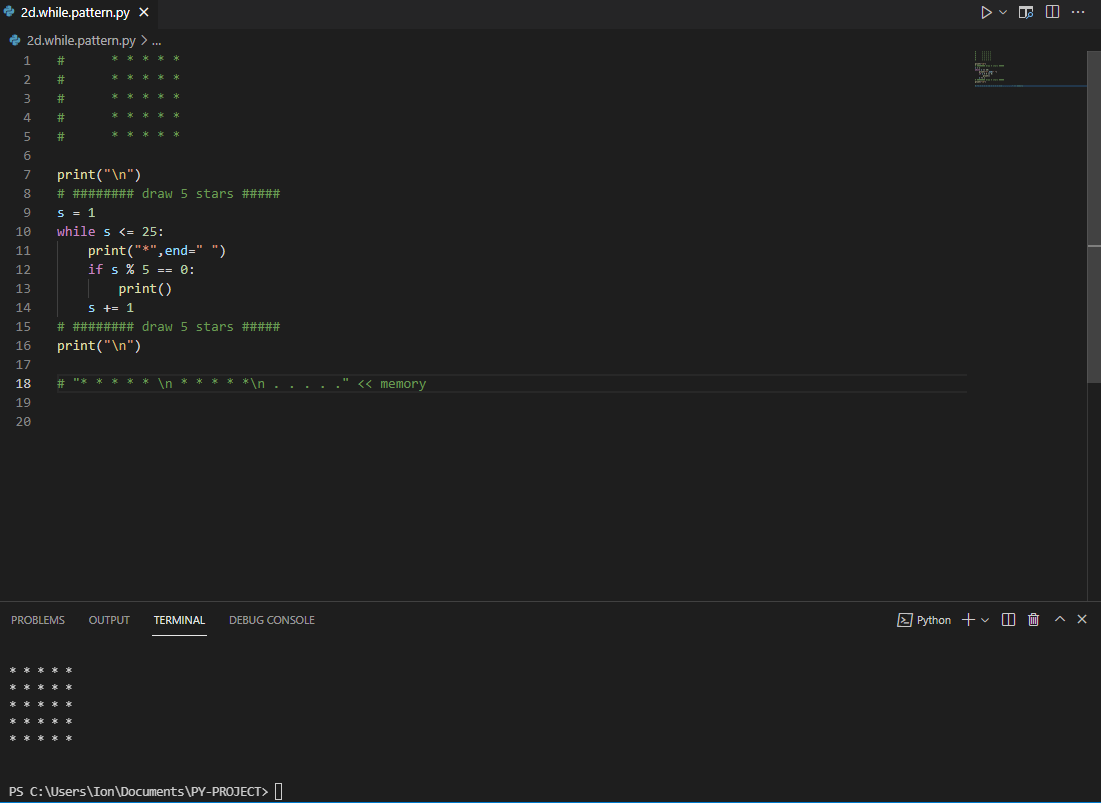 2d.while.pattern.py
2d.while.pattern.py > ...
1 #      * * * * *
2 #      * * * * *
3 #      * * * * *
4 #      * * * * *
5 #      * * * * *
6
7 print("\n")
8 # ######## draw 5 stars #####
9 s = 1
10 while s <= 25:
11     print("*",end=" ")
12     if s % 5 == 0:
13         print()
14     s += 1
15 # ######## draw 5 stars #####
16 print("\n")
17
18 # "* * * * * \n * * * * *\n . . . . ." << memory
19
20
PROBLEMS OUTPUT TERMINAL DEBUG CONSOLE Python
* * * * *
* * * * *
* * * * *
* * * * *
* * * * *
PS C:\Users\Ion\Documents\PY-PROJECT>